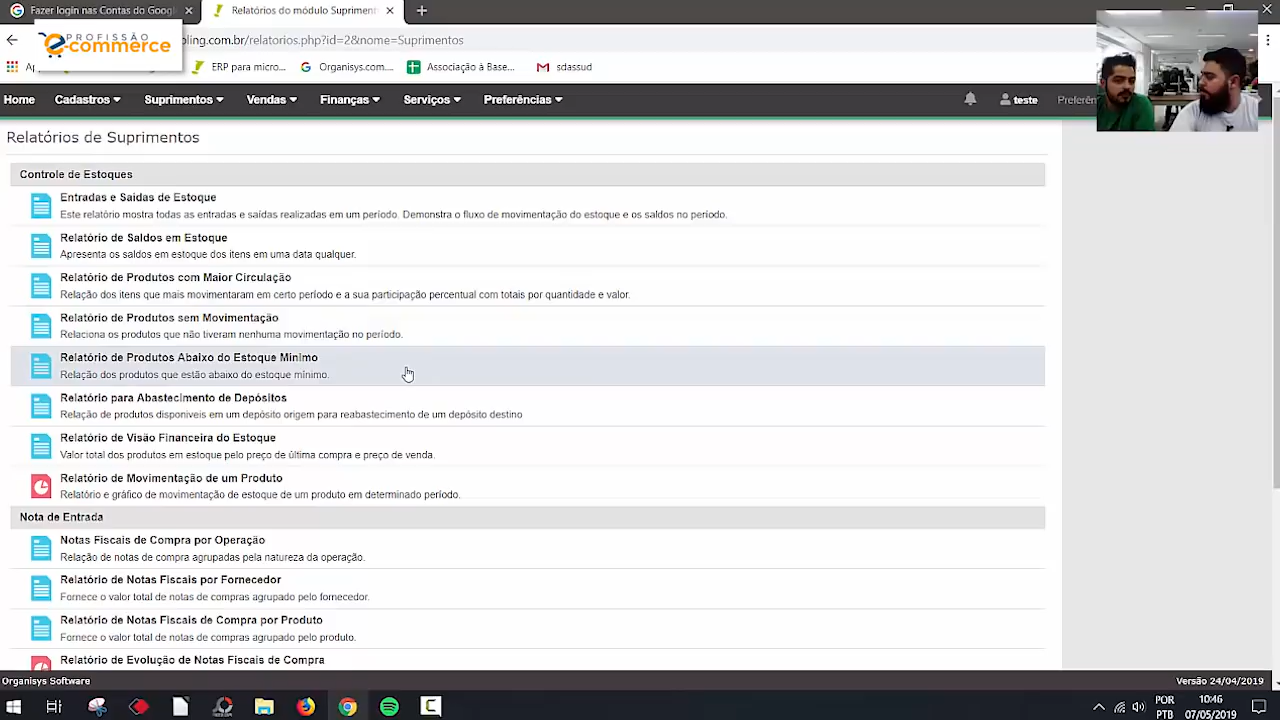 Fazer login nas Contas do Google
Relatórios do módulo Suprimento
PROFISSÃO
e-commerce
ling.com.br/relatorios.php?id=2&nome=Suprimentos
ERP para micro...
Organisys.com...
Associação à Base...
sdassud
Home
Cadastros
Suprimentos
Vendas
Finanças
Serviços
Preferências
teste
Preferên
Relatórios de Suprimentos
Controle de Estoques
Entradas e Saídas de Estoque
Este relatório mostra todas as entradas e saídas realizadas em um período. Demonstra o fluxo de movimentação do estoque e os saldos no período.
Relatório de Saldos em Estoque
Apresenta os saldos em estoque dos itens em uma data qualquer.
Relatório de Produtos com Maior Circulação
Relação dos itens que mais movimentaram em certo período e a sua participação percentual com totais por quantidade e valor.
Relatório de Produtos sem Movimentação
Relaciona os produtos que não tiveram nenhuma movimentação no período.
Relatório de Produtos Abaixo do Estoque Mínimo
Relação dos produtos que estão abaixo do estoque mínimo.
Relatório para Abastecimento de Depósitos
Relação de produtos disponíveis em um depósito origem para reabastecimento de um depósito destino
Relatório de Visão Financeira do Estoque
Valor total dos produtos em estoque pelo preço de última compra e preço de venda.
Relatório de Movimentação de um Produto
Relatório e gráfico de movimentação de estoque de um produto em determinado período.
Nota de Entrada
Notas Fiscais de Compra por Operação
Relação de notas de compra agrupadas pela natureza da operação.
Relatório de Notas Fiscais por Fornecedor
Fornece o valor total de notas de compras agrupado pelo fornecedor.
Relatório de Notas Fiscais de Compra por Produto
Fornece o valor total de notas de compras agrupado pelo produto.
Relatório de Evolução de Notas Fiscais de Compra
Organisys Software
Versão 24/04/2019
POR
PTB
10:46
07/05/2019